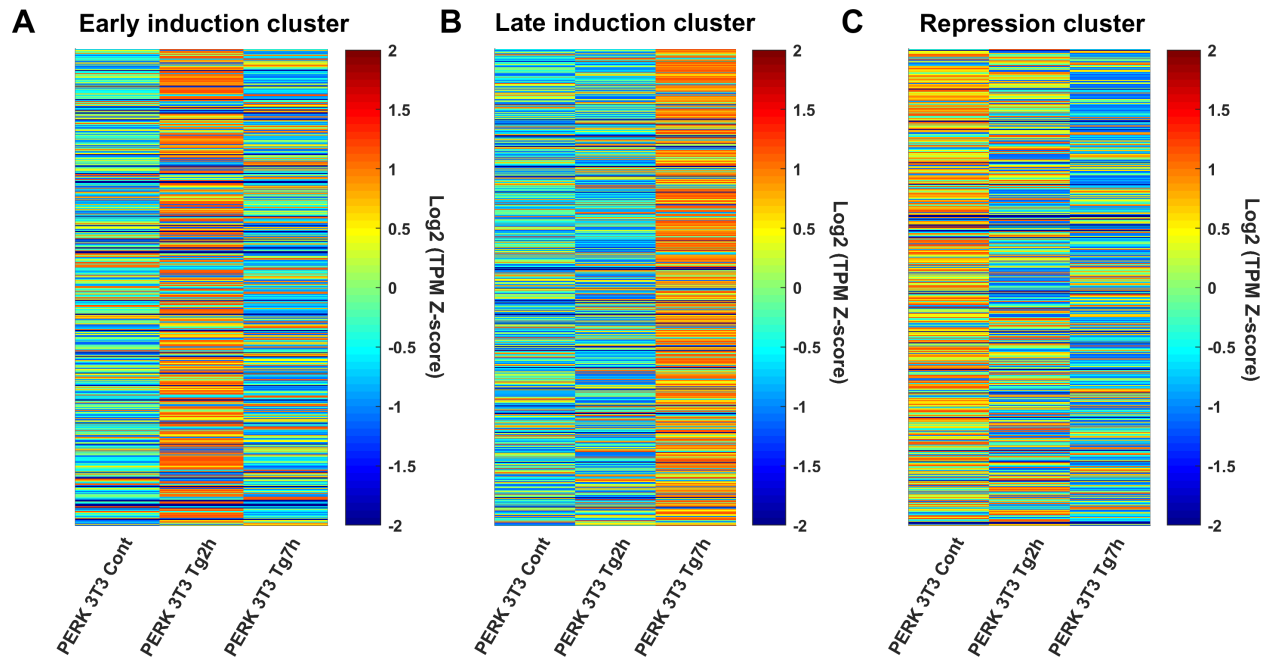 A Early induction cluster
2
1.5
1
0.5
0
-0.5
-1
-1.5
-2
Log2 (TPM Z-score)
PERK 3T3 Cont
PERK 3T3 Tg2h
PERK 3T3 Tg7h
B Late induction cluster
2
1.5
1
0.5
0
-0.5
-1
-1.5
-2
Log2 (TPM Z-score)
PERK 3T3 Cont
PERK 3T3 Tg2h
PERK 3T3 Tg7h
C Repression cluster
2
1.5
1
0.5
0
-0.5
-1
-1.5
-2
Log2 (TPM Z-score)
PERK 3T3 Cont
PERK 3T3 Tg2h
PERK 3T3 Tg7h